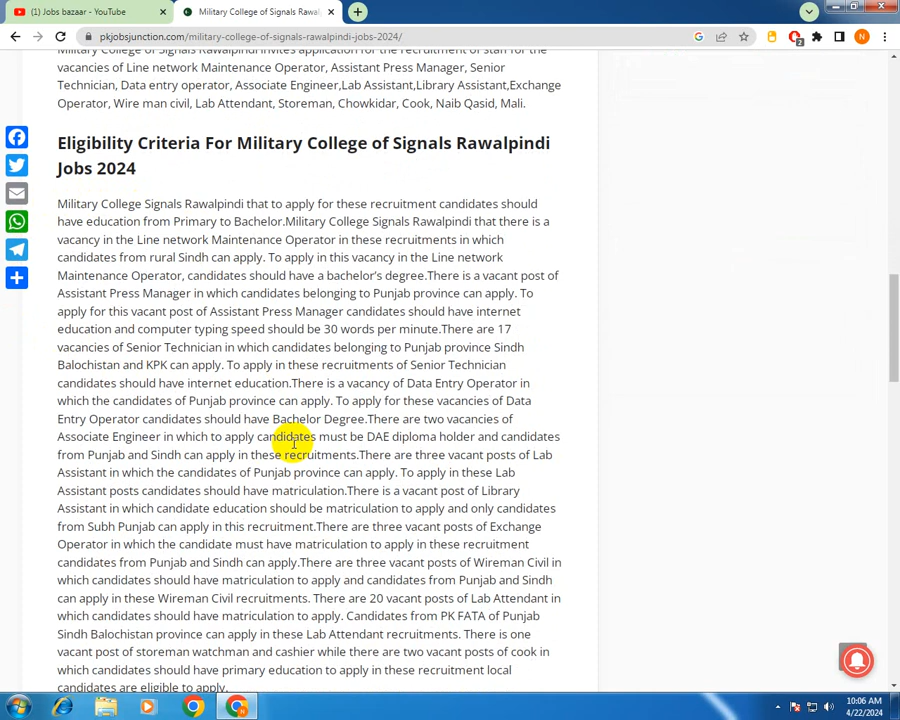 (1) Jobs bazaar - YouTube
Military College of Signals Rawal
pkjobsjunction.com/military-college-of-signals-rawalpindi-jobs-2024/
Military College of Signals Rawalpindi invites application for the recruitment of staff for the
vacancies of Line network Maintenance Operator, Assistant Press Manager, Senior
Technician, Data entry operator, Associate Engineer,Lab Assistant,Library Assistant,Exchange
Operator, Wire man civil, Lab Attendant, Storeman, Chowkidar, Cook, Naib Qasid, Mali.
Eligibility Criteria For Military College of Signals Rawalpindi
Jobs 2024
Military College Signals Rawalpindi that to apply for these recruitment candidates should
have education from Primary to Bachelor.Military College Signals Rawalpindi that there is a
vacancy in the Line network Maintenance Operator in these recruitments in which
candidates from rural Sindh can apply. To apply in this vacancy in the Line network
Maintenance Operator, candidates should have a bachelor's degree.There is a vacant post of
Assistant Press Manager in which candidates belonging to Punjab province can apply. To
apply for this vacant post of Assistant Press Manager candidates should have internet
education and computer typing speed should be 30 words per minute.There are 17
vacancies of Senior Technician in which candidates belonging to Punjab province Sindh
Balochistan and KPK can apply. To apply in these recruitments of Senior Technician
candidates should have internet education.There is a vacancy of Data Entry Operator in
which the candidates of Punjab province can apply. To apply for these vacancies of Data
Entry Operator candidates should have Bachelor Degree.There are two vacancies of
Associate Engineer in which to apply candidates must be DAE diploma holder and candidates
from Punjab and Sindh can apply in these recruitments.There are three vacant posts of Lab
Assistant in which the candidates of Punjab province can apply. To apply in these Lab
Assistant posts candidates should have matriculation.There is a vacant post of Library
Assistant in which candidate education should be matriculation to apply and only candidates
from Subh Punjab can apply in this recruitment.There are three vacant posts of Exchange
Operator in which the candidate must have matriculation to apply in these recruitment
candidates from Punjab and Sindh can apply.There are three vacant posts of Wireman Civil in
which candidates should have matriculation to apply and candidates from Punjab and Sindh
can apply in these Wireman Civil recruitments. There are 20 vacant posts of Lab Attendant in
which candidates should have matriculation to apply. Candidates from PK FATA of Punjab
Sindh Balochistan province can apply in these Lab Attendant recruitments. There is one
vacant post of storeman watchman and cashier while there are two vacant posts of cook in
which candidates should have primary education to apply in these recruitment local
candidates are eligible to apply.
10:06 AM
4/22/2024